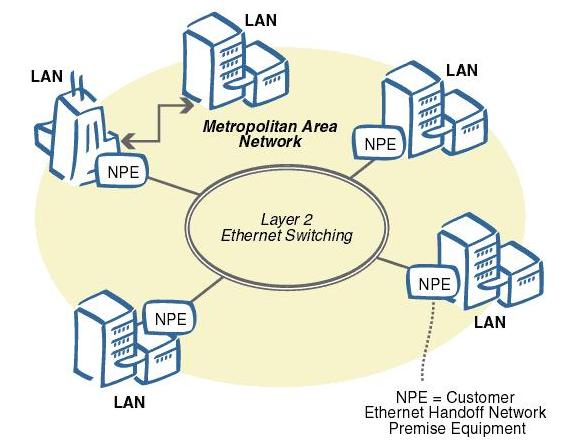 LAN
LAN
LAN
Metropolitan Area
Network
NPE
NPE
Layer 2
Ethernet Switching
NPE
NPE
LAN
LAN
NPE = Customer
Ethernet Handoff Network
Premise Equipment